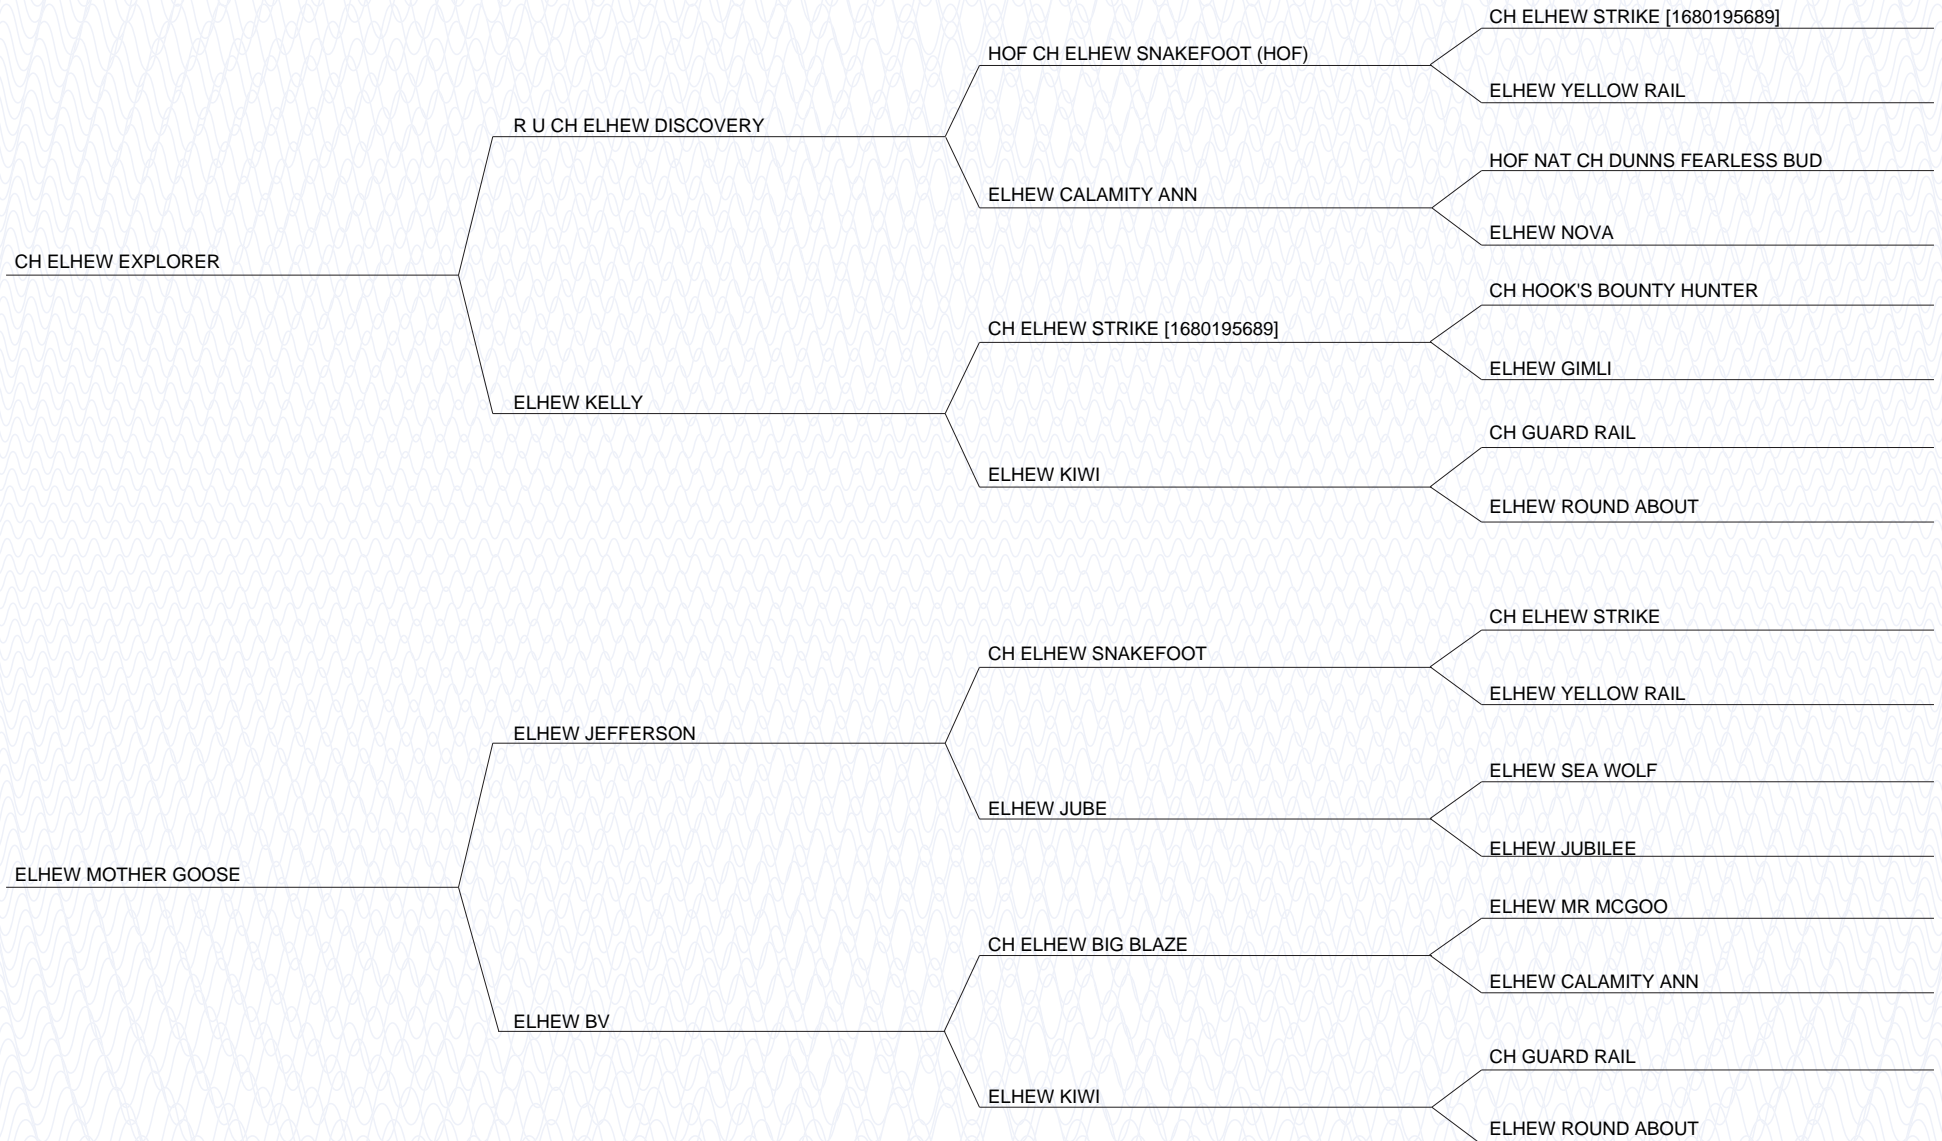 CH ELHEW STRIKE [1680195689]
HOF CH ELHEW SNAKEFOOT (HOF)
ELHEW YELLOW RAIL
R U CH ELHEW DISCOVERY
HOF NAT CH DUNNS FEARLESS BUD
ELHEW CALAMITY ANN
ELHEW NOVA
CH ELHEW EXPLORER
CH HOOK'S BOUNTY HUNTER
CH ELHEW STRIKE [1680195689]
ELHEW GIMLI
ELHEW KELLY
CH GUARD RAIL
ELHEW KIWI
ELHEW ROUND ABOUT
CH ELHEW STRIKE
CH ELHEW SNAKEFOOT
ELHEW YELLOW RAIL
ELHEW JEFFERSON
ELHEW SEA WOLF
ELHEW JUBE
ELHEW JUBILEE
ELHEW MOTHER GOOSE
ELHEW MR MCGOO
CH ELHEW BIG BLAZE
ELHEW CALAMITY ANN
ELHEW BV
CH GUARD RAIL
ELHEW KIWI
ELHEW ROUND ABOUT